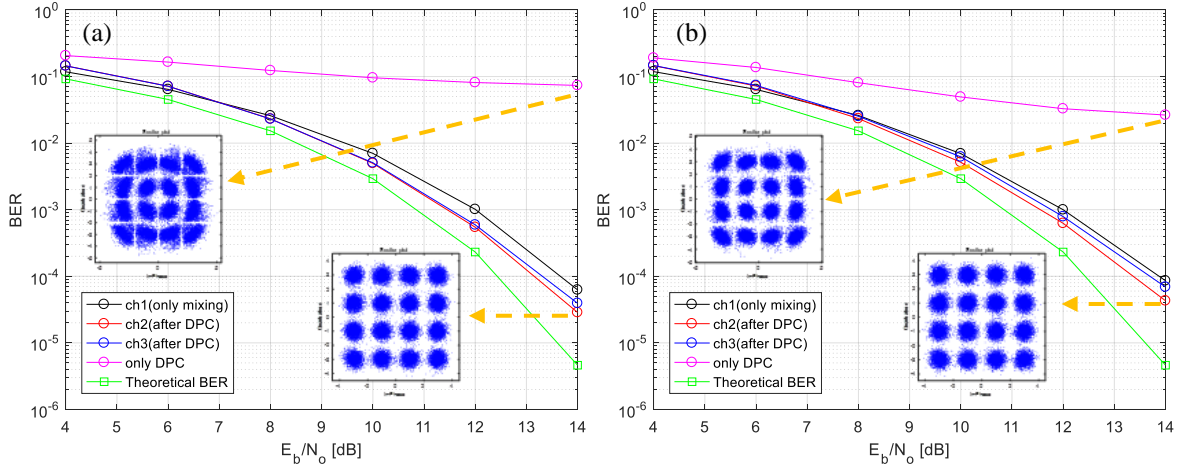 (a)
BER
10^0
10^-1
10^-2
10^-3
10^-4
10^-5
10^-6
ch1(only mixing)
ch2(after DPC)
ch3(after DPC)
only DPC
Theoretical BER
4 5 6 7 8 9 10 11 12 13 14
E_b/N_o [dB]
(b)
BER
10^0
10^-1
10^-2
10^-3
10^-4
10^-5
10^-6
ch1(only mixing)
ch2(after DPC)
ch3(after DPC)
only DPC
Theoretical BER
4 5 6 7 8 9 10 11 12 13 14
E_b/N_o [dB]